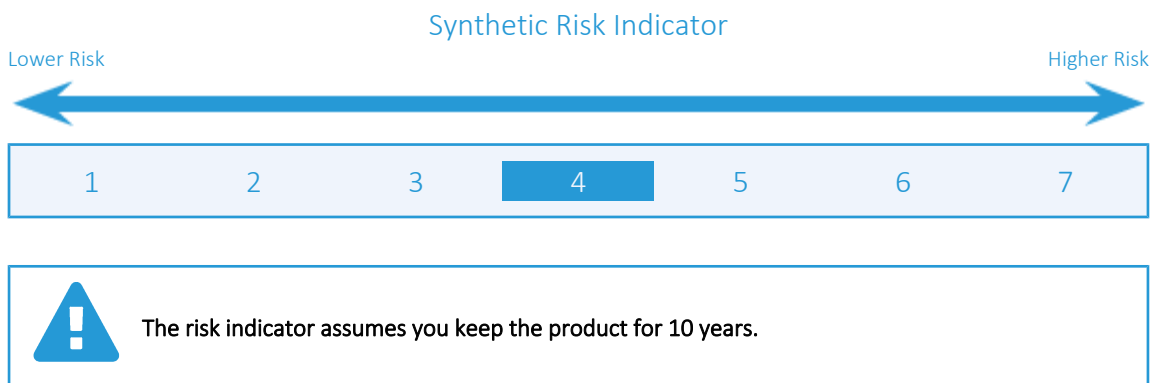 Synthetic Risk Indicator
Lower Risk Higher Risk
1 2 3 4 5 6 7
The risk indicator assumes you keep the product for 10 years.